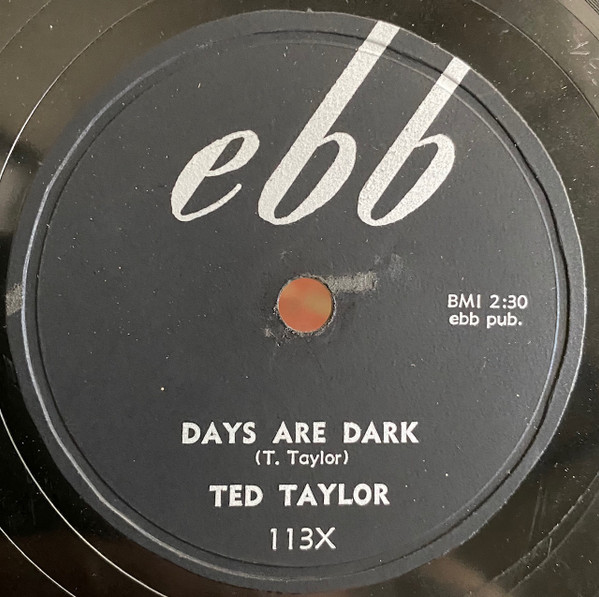 ebb
BMI 2:30
ebb pub.
DAYS ARE DARK
(T. Taylor)
TED TAYLOR
113X